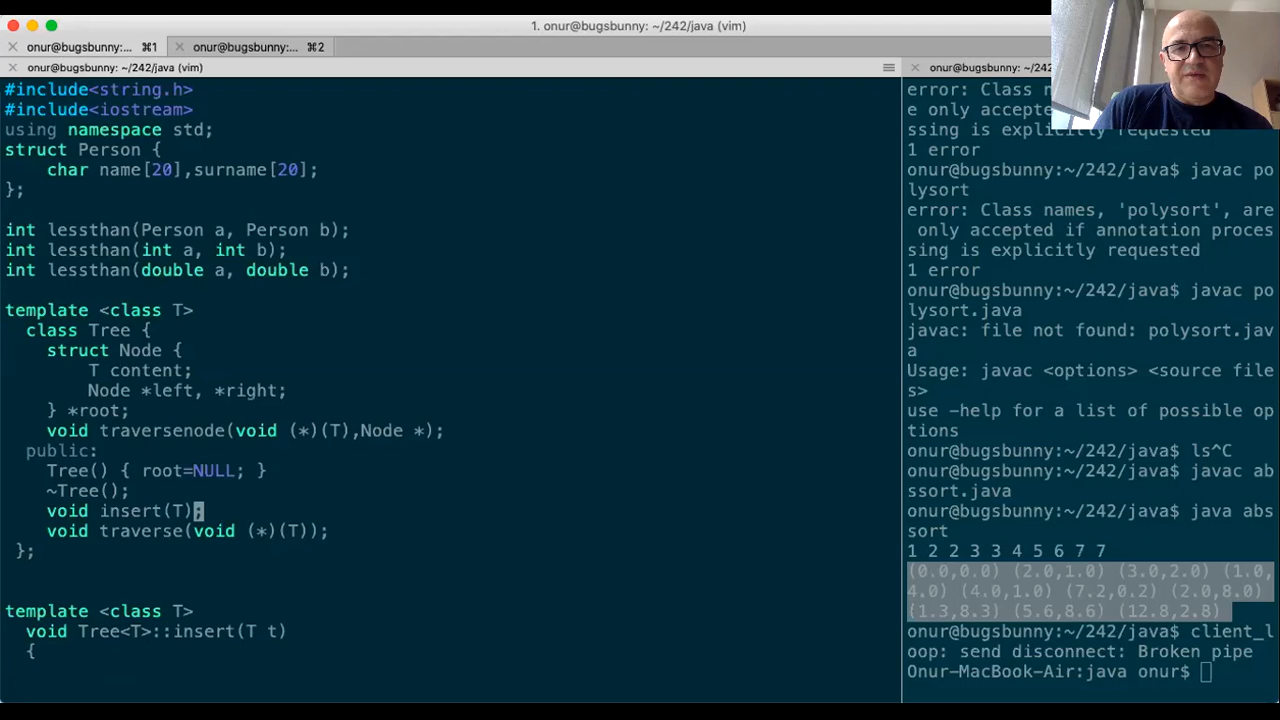 1. onur@bugsbunny: ~/242/java (vim)
onur@bugsbunny:... ⌘1
onur@bugsbunny:... ⌘2
onur@bugsbunny: ~/242/java (vim)
#include<string.h>
#include<iostream>
using namespace std;
struct Person {
    char name[20],surname[20];
};
int lessthan(Person a, Person b);
int lessthan(int a, int b);
int lessthan(double a, double b);
template <class T>
  class Tree {
    struct Node {
        T content;
        Node *left, *right;
    } *root;
    void traversenode(void (*)(T),Node *);
  public:
    Tree() { root=NULL; }
    ~Tree();
    void insert(T);
    void traverse(void (*)(T));
 };
template <class T>
  void Tree<T>::insert(T t)
  {
onur@bugsbunny: ~/242/java
error: Class
e only accepted
ssing is explicitly requested
1 error
onur@bugsbunny:~/242/java$ javac po
lysort
error: Class names, 'polysort', are
 only accepted if annotation proces
sing is explicitly requested
1 error
onur@bugsbunny:~/242/java$ javac po
lysort.java
javac: file not found: polysort.jav
a
Usage: javac <options> <source file
s>
use -help for a list of possible op
tions
onur@bugsbunny:~/242/java$ ls^C
onur@bugsbunny:~/242/java$ javac ab
ssort.java
onur@bugsbunny:~/242/java$ java abs
sort
1 2 2 3 3 4 5 6 7 7
(0.0,0.0) (2.0,1.0) (3.0,2.0) (1.0,
4.0) (4.0,1.0) (7.2,0.2) (2.0,8.0)
(1.3,8.3) (5.6,8.6) (12.8,2.8)
onur@bugsbunny:~/242/java$ client_l
oop: send disconnect: Broken pipe
Onur-MacBook-Air:java onur$